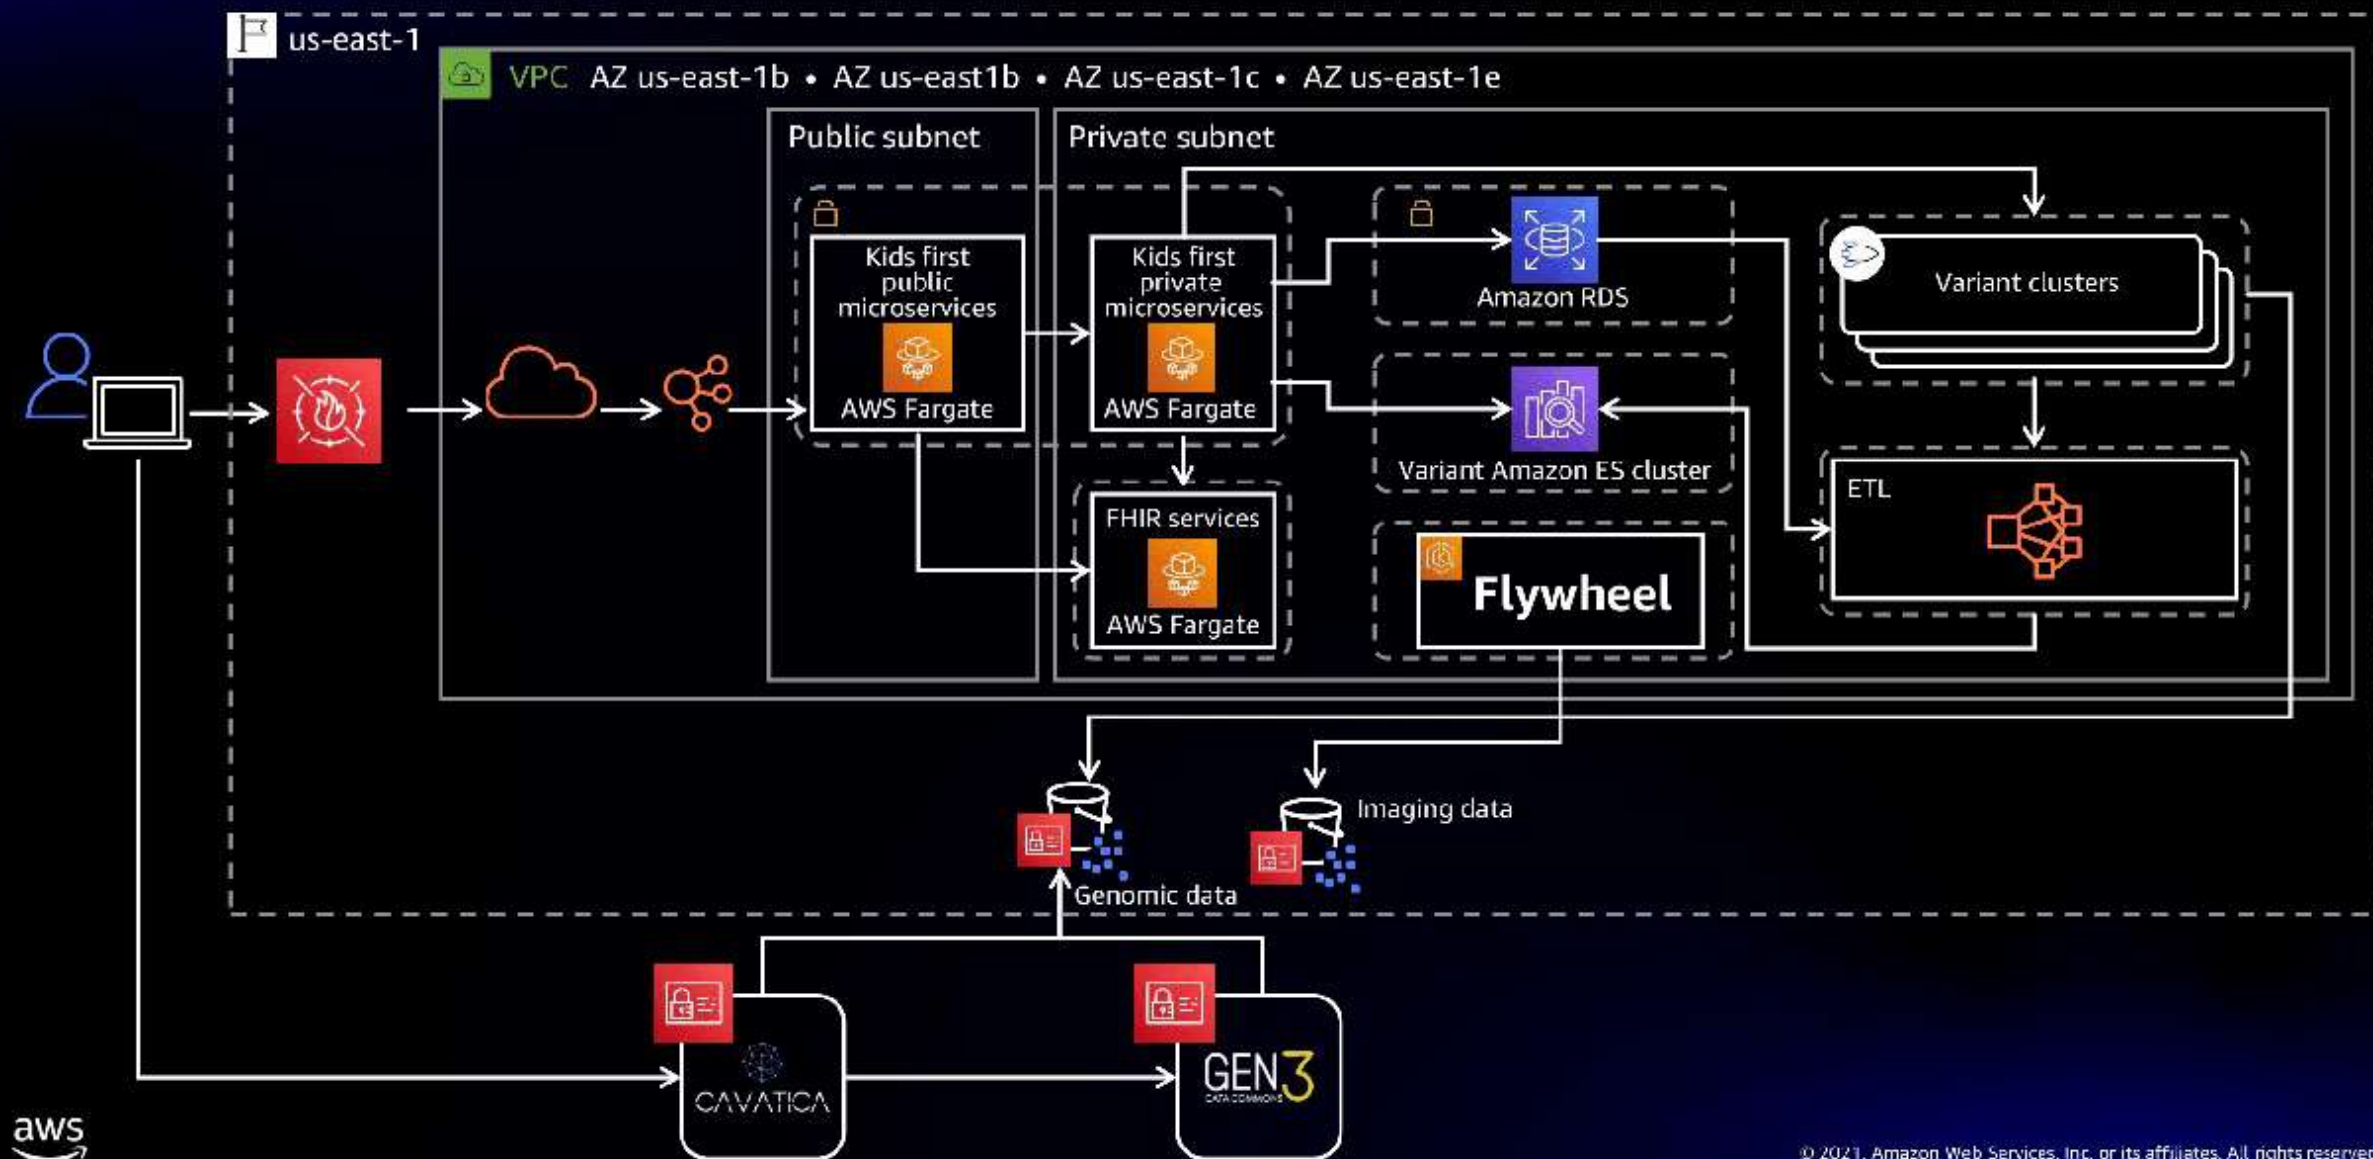 us-east-1
VPC AZ us-east-1b • AZ us-east1b • AZ us-east-1c • AZ us-east-1e
Public subnet
Private subnet
Kids first
public
microservices
AWS Fargate
Kids first
private
microservices
AWS Fargate
Amazon RDS
Variant clusters
Variant Amazon ES cluster
ETL
FHIR services
AWS Fargate
Flywheel
Imaging data
Genomic data
CAVATICA
GEN3
DATA COMMONS
aws
© 2021, Amazon Web Services, Inc. or its affiliates. All rights reserved